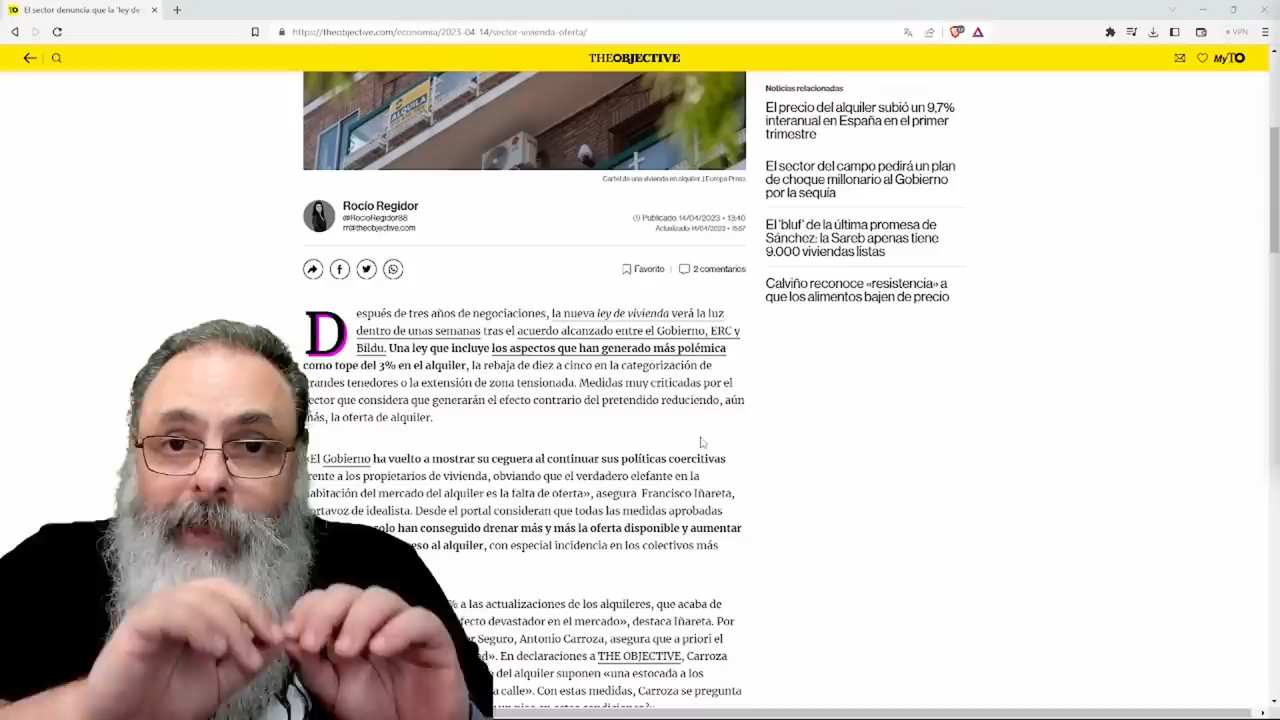 El sector denuncia que la 'ley de
https://theobjective.com/economia/2023-04-14/sector-vivienda-oferta/
VPN
THEOBJECTIVE
MyTO
ALQUILA
Cartel de una vivienda en alquiler. | Europa Press
Rocío Regidor
@RocioRegidor88
rr@theobjective.com
Publicado: 14/04/2023 • 13:40
Actualizado: 14/04/2023 • 15:57
Favorito
2 comentarios
Después de tres años de negociaciones, la nueva ley de vivienda verá la luz
dentro de unas semanas tras el acuerdo alcanzado entre el Gobierno, ERC y
Bildu. Una ley que incluye los aspectos que han generado más polémica
como tope del 3% en el alquiler, la rebaja de diez a cinco en la categorización de
randes tenedores o la extensión de zona tensionada. Medidas muy criticadas por el
ector que considera que generarán el efecto contrario del pretendido reduciendo, aún
más, la oferta de alquiler.
«El Gobierno ha vuelto a mostrar su ceguera al continuar sus políticas coercitivas
rente a los propietarios de vivienda, obviando que el verdadero elefante en la
habitación del mercado del alquiler es la falta de oferta», asegura Francisco Iñareta,
ortavoz de idealista. Desde el portal consideran que todas las medidas aprobadas
solo han conseguido drenar más y más la oferta disponible y aumentar
eso al alquiler, con especial incidencia en los colectivos más
% a las actualizaciones de los alquileres, que acaba de
fecto devastador en el mercado», destaca Iñareta. Por
er Seguro, Antonio Carroza, asegura que a priori el
ad». En declaraciones a THE OBJECTIVE, Carroza
del alquiler suponen «una estocada a los
a calle». Con estas medidas, Carroza se pregunta
Noticias relacionadas
El precio del alquiler subió un 9,7%
interanual en España en el primer
trimestre
El sector del campo pedirá un plan
de choque millonario al Gobierno
por la sequía
El 'bluf' de la última promesa de
Sánchez: la Sareb apenas tiene
9.000 viviendas listas
Calviño reconoce «resistencia» a
que los alimentos bajen de precio